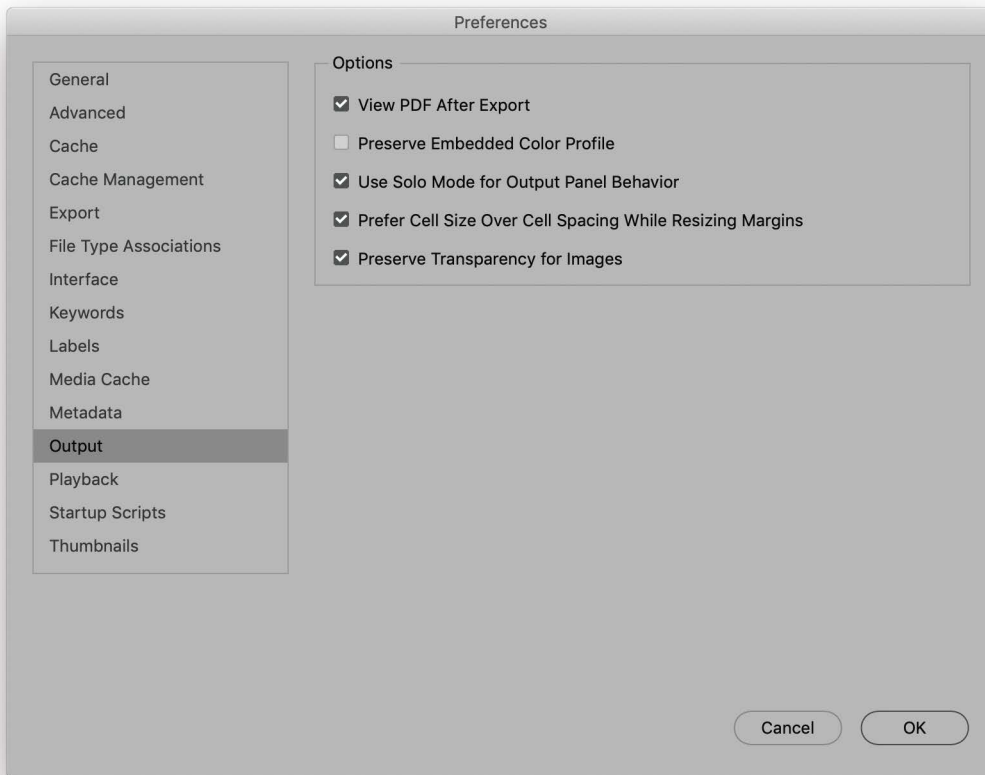 Preferences
General
Advanced
Cache
Cache Management
Export
File Type Associations
Interface
Keywords
Labels
Media Cache
Metadata
Output
Playback
Startup Scripts
Thumbnails
Options
View PDF After Export
Preserve Embedded Color Profile
Use Solo Mode for Output Panel Behavior
Prefer Cell Size Over Cell Spacing While Resizing Margins
Preserve Transparency for Images
Cancel
OK